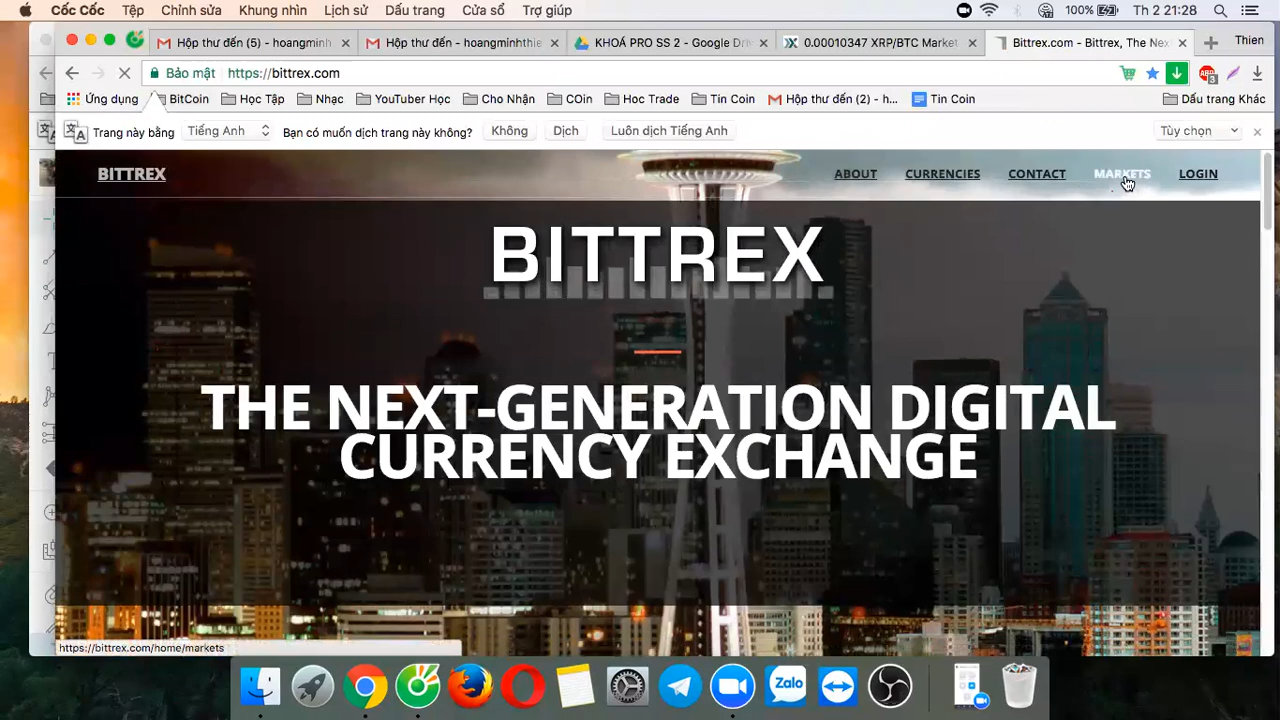 Cốc Cốc Tệp Chỉnh sửa Khung nhìn Lịch sử Dấu trang Cửa sổ Trợ giúp 100% Th 2 21:28
Hộp thư đến (5) - hoangminh Hộp thư đến - hoangminhthie KHOÁ PRO SS 2 - Google Dri 0.00010347 XRP/BTC Market Bittrex.com - Bittrex, The Nex Thien
Bảo mật https://bittrex.com
Ứng dụng BitCoin Học Tập Nhạc YouTuber Học Cho Nhận COin Hoc Trade Tin Coin Hộp thư đến (2) - h... Tin Coin Dấu trang Khác
Trang này bằng Tiếng Anh Bạn có muốn dịch trang này không? Không Dịch Luôn dịch Tiếng Anh Tùy chọn
BITTREX ABOUT CURRENCIES CONTACT MARKETS LOGIN
BITTREX
THE NEXT-GENERATION DIGITAL
CURRENCY EXCHANGE
https://bittrex.com/home/markets
Zalo